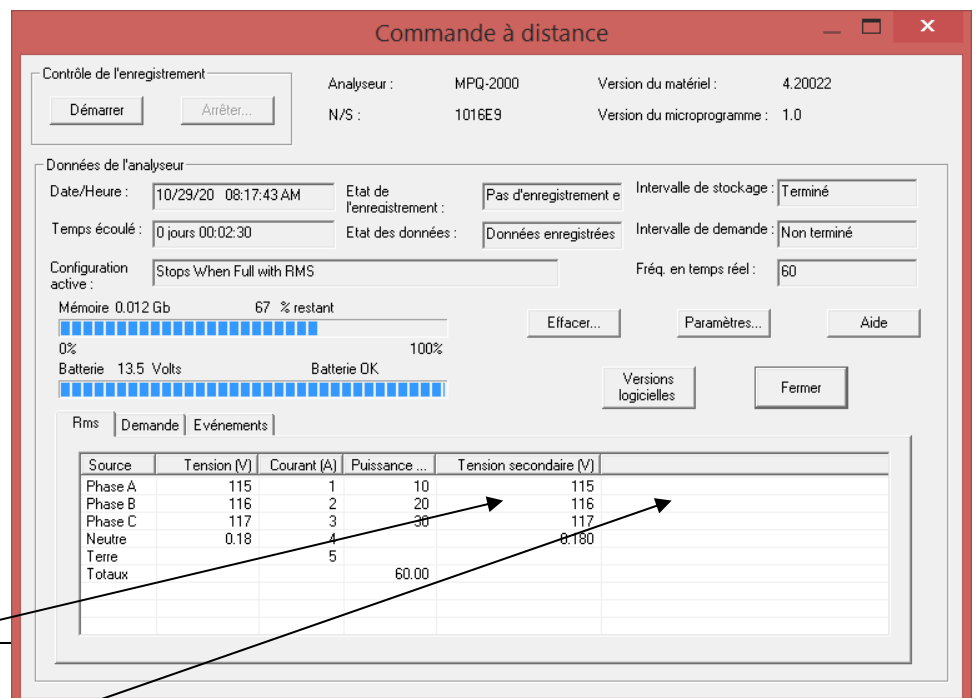 Commande à distance
Contrôle de l'enregistrement
Démarrer Arrêter...
Analyseur : MPQ-2000 Version du matériel : 4.20022
N/S : 1016E9 Version du microprogramme : 1.0
Données de l'analyseur
Date/Heure : 10/29/20 08:17:43 AM Etat de l'enregistrement : Pas d'enregistrement e Intervalle de stockage : Terminé
Temps écoulé : 0 jours 00:02:30 Etat des données : Données enregistrées Intervalle de demande : Non terminé
Configuration active : Stops When Full with RMS Fréq. en temps réel : 60
Mémoire 0.012 Gb 67 % restant
Effacer... Paramètres... Aide
0% 100%
Batterie 13.5 Volts Batterie OK
Versions logicielles Fermer
Rms Demande Evénements
Source Tension (V) Courant (A) Puissance ... Tension secondaire (V)
Phase A 115 1 10 115
Phase B 116 2 20 116
Phase C 117 3 30 117
Neutre 0.18 4 0.180
Terre 5
Totaux 60.00